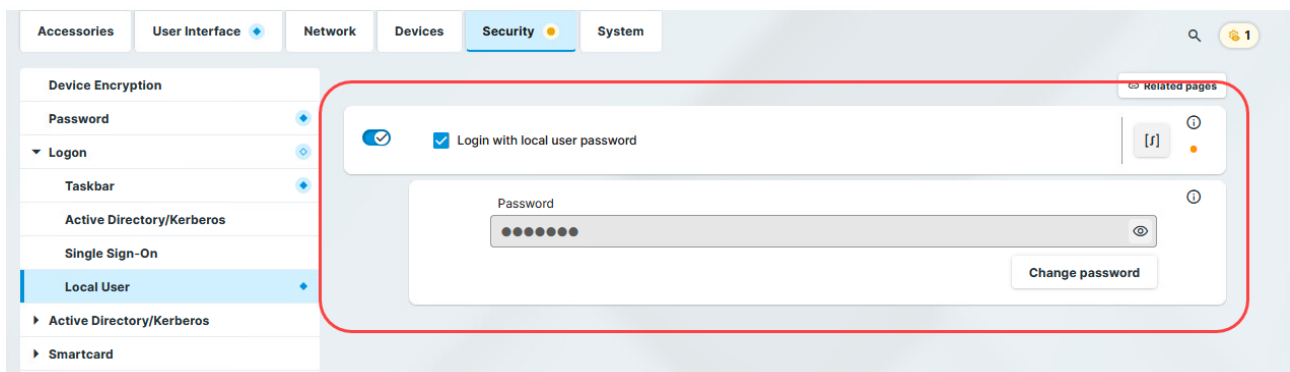 Accessories
User Interface
Network
Devices
Security
System
1
Device Encryption
Password
Logon
Taskbar
Active Directory/Kerberos
Single Sign-On
Local User
Active Directory/Kerberos
Smartcard
Related pages
Login with local user password
[ʃ]
Password
Change password